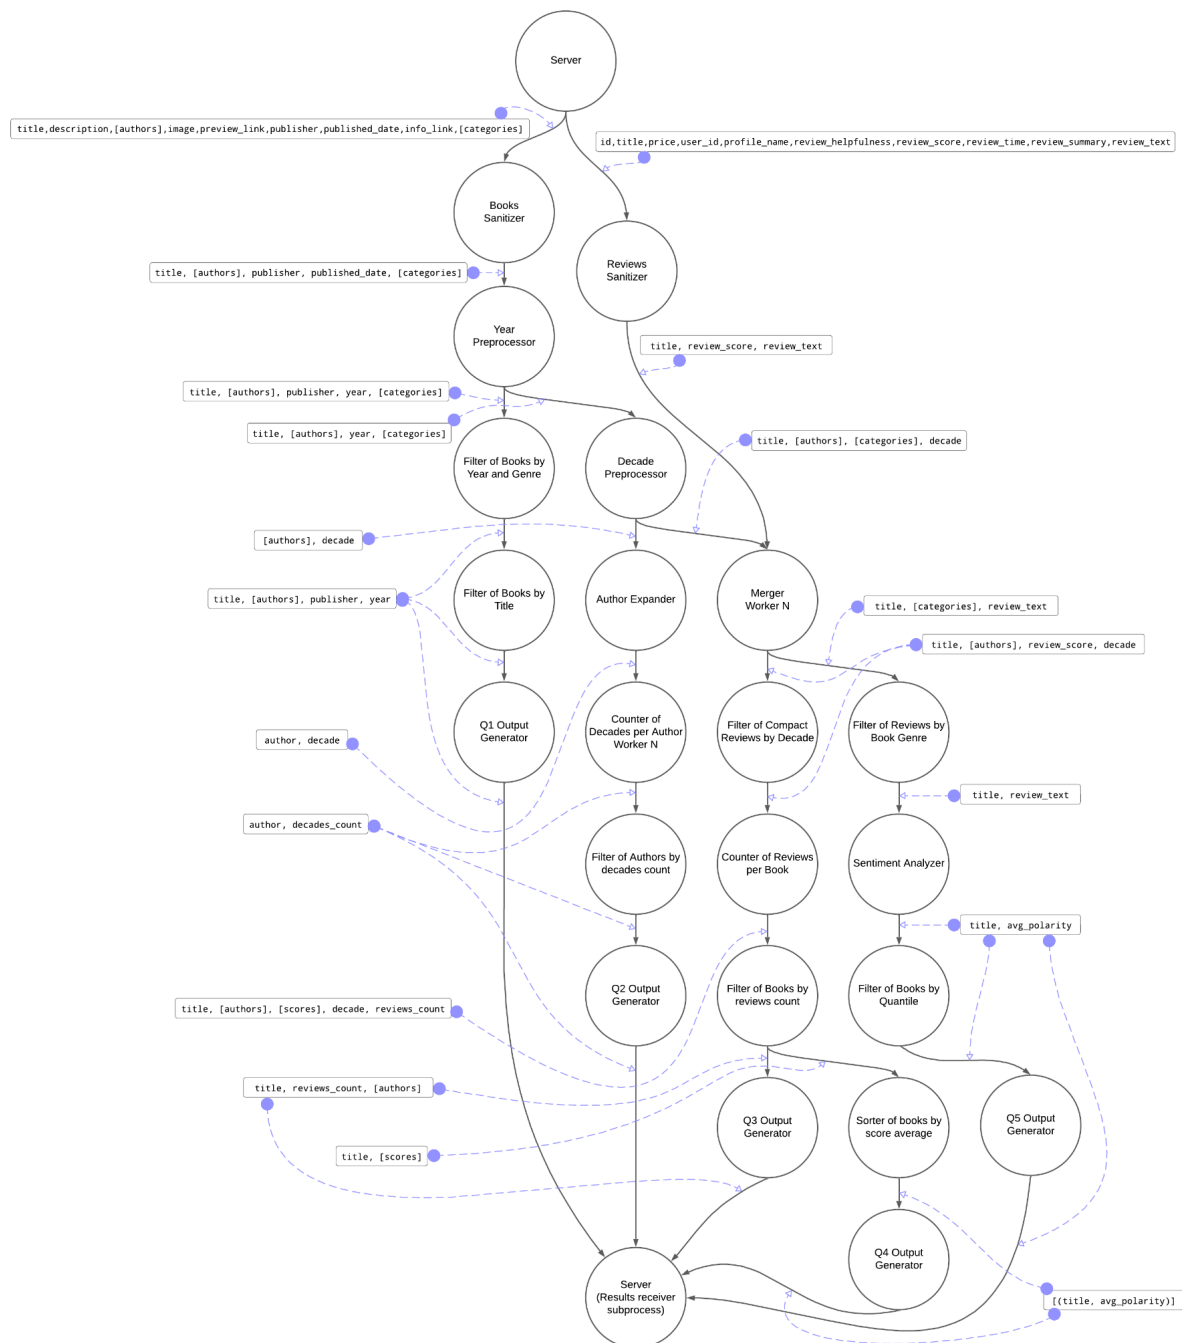 Server
title,description,[authors],image,preview_link,publisher,published_date,info_link,[categories]
id,title,price,user_id,profile_name,review_helpfulness,review_score,review_time,review_summary,review_text
Books
Sanitizer
Reviews
Sanitizer
title, [authors], publisher, published_date, [categories]
Year
Preprocessor
title, review_score, review_text
title, [authors], publisher, year, [categories]
title, [authors], year, [categories]
title, [authors], [categories], decade
Filter of Books by
Year and Genre
Decade
Preprocessor
[authors], decade
title, [authors], publisher, year
Filter of Books by
Title
Author Expander
Merger
Worker N
title, [categories], review_text
title, [authors], review_score, decade
Q1 Output
Generator
Counter of
Decades per Author
Worker N
Filter of Compact
Reviews by Decade
Filter of Reviews by
Book Genre
author, decade
title, review_text
author, decades_count
Filter of Authors by
decades count
Counter of Reviews
per Book
Sentiment Analyzer
title, avg_polarity
Q2 Output
Generator
Filter of Books by
reviews count
Filter of Books by
Quantile
title, [authors], [scores], decade, reviews_count
title, reviews_count, [authors]
Q3 Output
Generator
Sorter of books by
score average
Q5 Output
Generator
title, [scores]
Q4 Output
Generator
Server
(Results receiver
subprocess)
[(title, avg_polarity)]